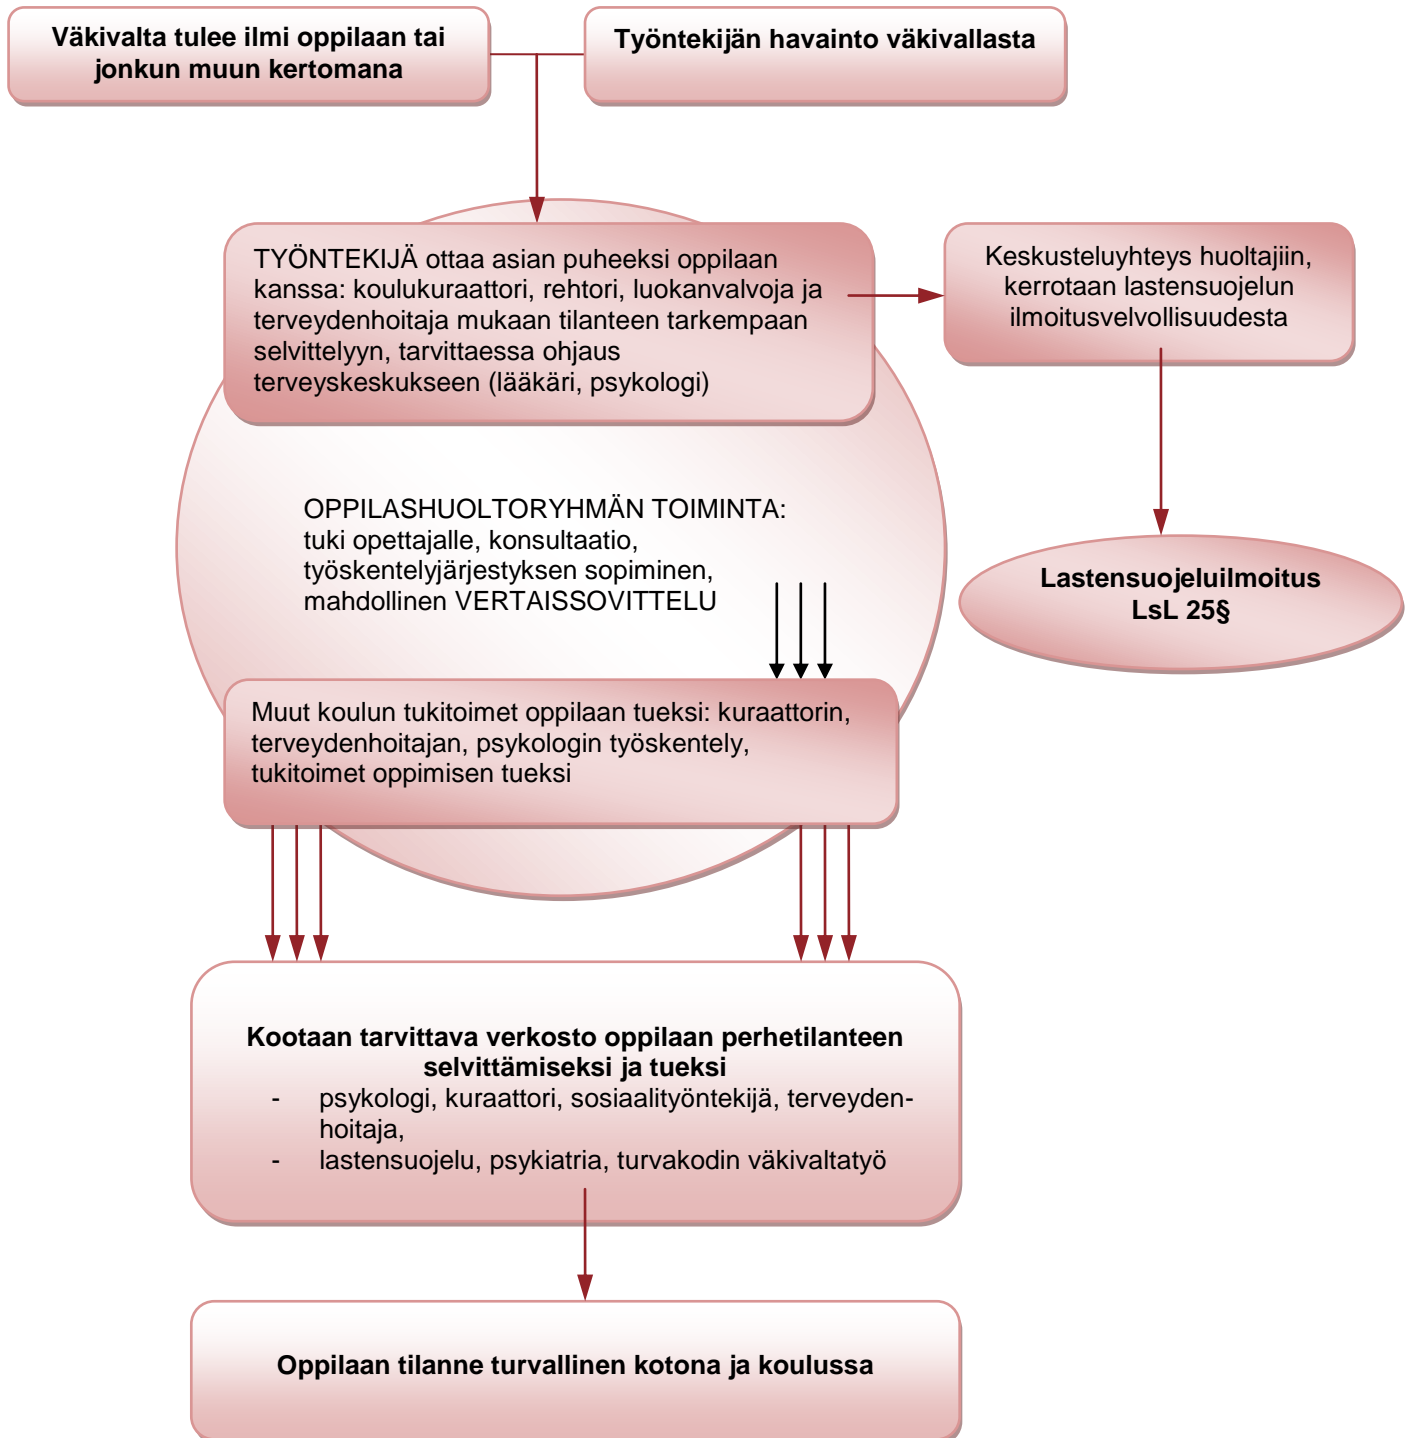 Väkivalta tulee ilmi oppilaan tai
jonkun muun kertomana
Työntekijän havainto väkivallasta
TYÖNTEKIJÄ ottaa asian puheeksi oppilaan
kanssa: koulukuraattori, rehtori, luokanvalvoja ja
terveydenhoitaja mukaan tilanteen tarkempaan
selvittelyyn, tarvittaessa ohjaus
terveyskeskukseen (lääkäri, psykologi)
Keskusteluyhteys huoltajiin,
kerrotaan lastensuojelun
ilmoitusvelvollisuudesta
OPPILASHUOLTORYHMÄN TOIMINTA:
tuki opettajalle, konsultaatio,
työskentelyjärjestyksen sopiminen,
mahdollinen VERTAISSOVITTELU
Lastensuojeluilmoitus
LsL 25§
Muut koulun tukitoimet oppilaan tueksi: kuraattorin,
terveydenhoitajan, psykologin työskentely,
tukitoimet oppimisen tueksi
Kootaan tarvittava verkosto oppilaan perhetilanteen
selvittämiseksi ja tueksi
- psykologi, kuraattori, sosiaalityöntekijä, terveyden-
hoitaja,
- lastensuojelu, psykiatria, turvakodin väkivaltatyö
Oppilaan tilanne turvallinen kotona ja koulussa